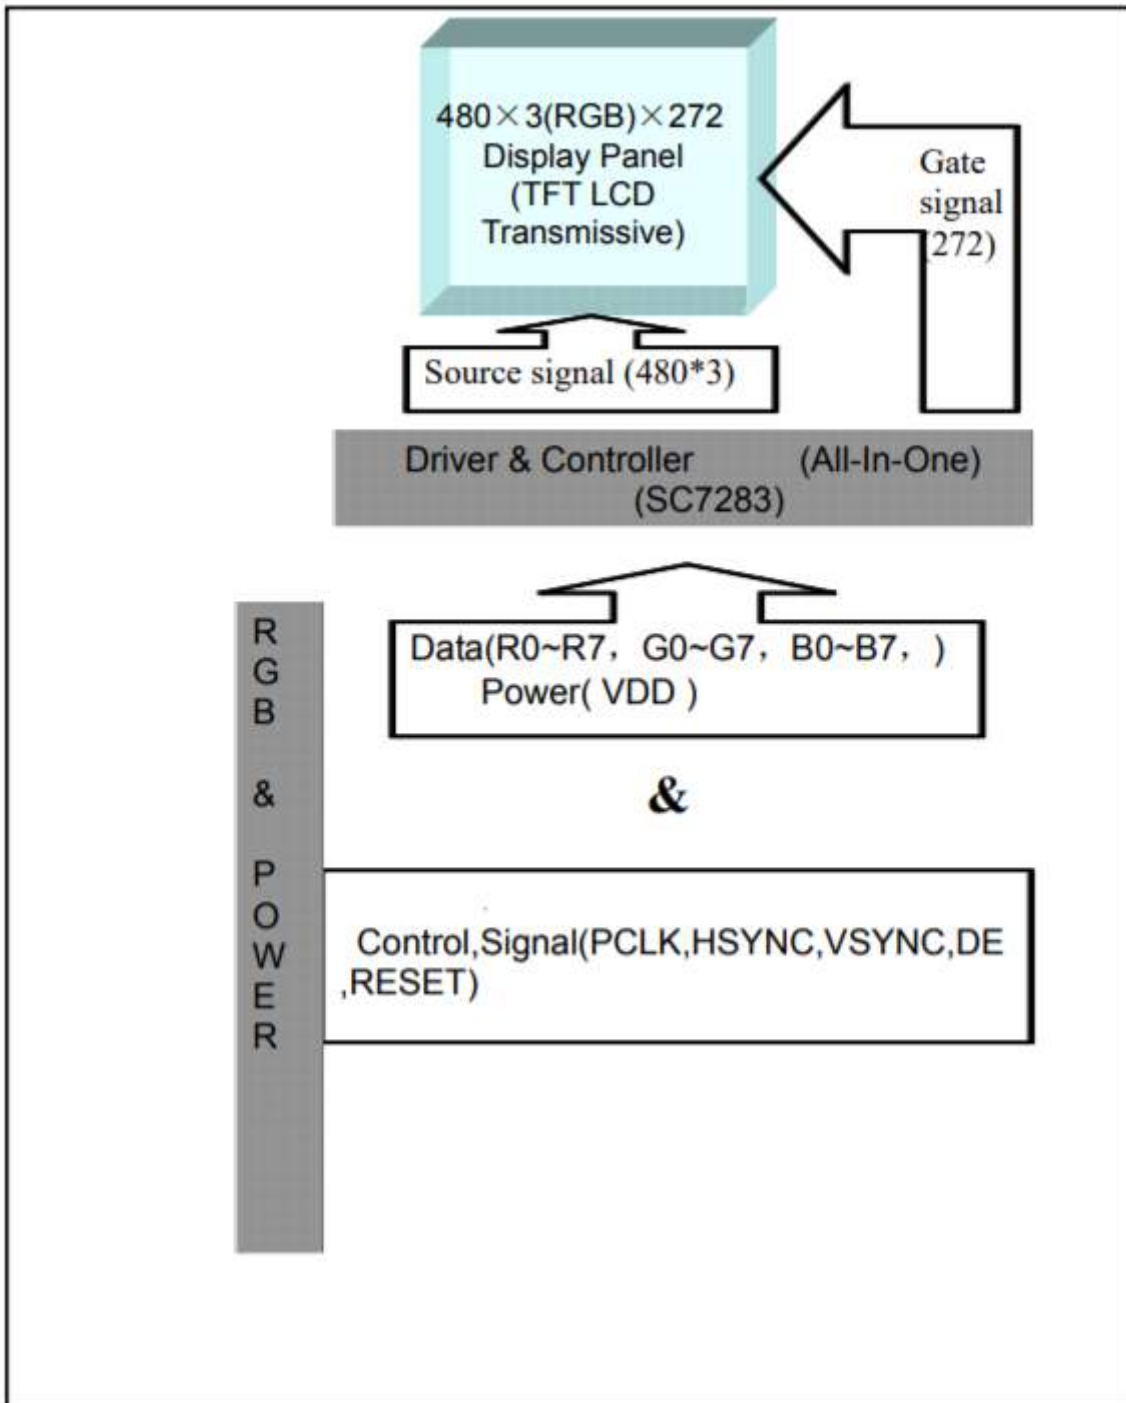 480×3(RGB)×272
Display Panel
(TFT LCD
Transmissive)
Gate
signal
(272)
Source signal (480*3)
Driver & Controller (All-In-One)
(SC7283)
Data(R0~R7，G0~G7，B0~B7，)
Power( VDD )
&
R
G
B
&
P
O
W
E
R
Control,Signal(PCLK,HSYNC,VSYNC,DE
,RESET)